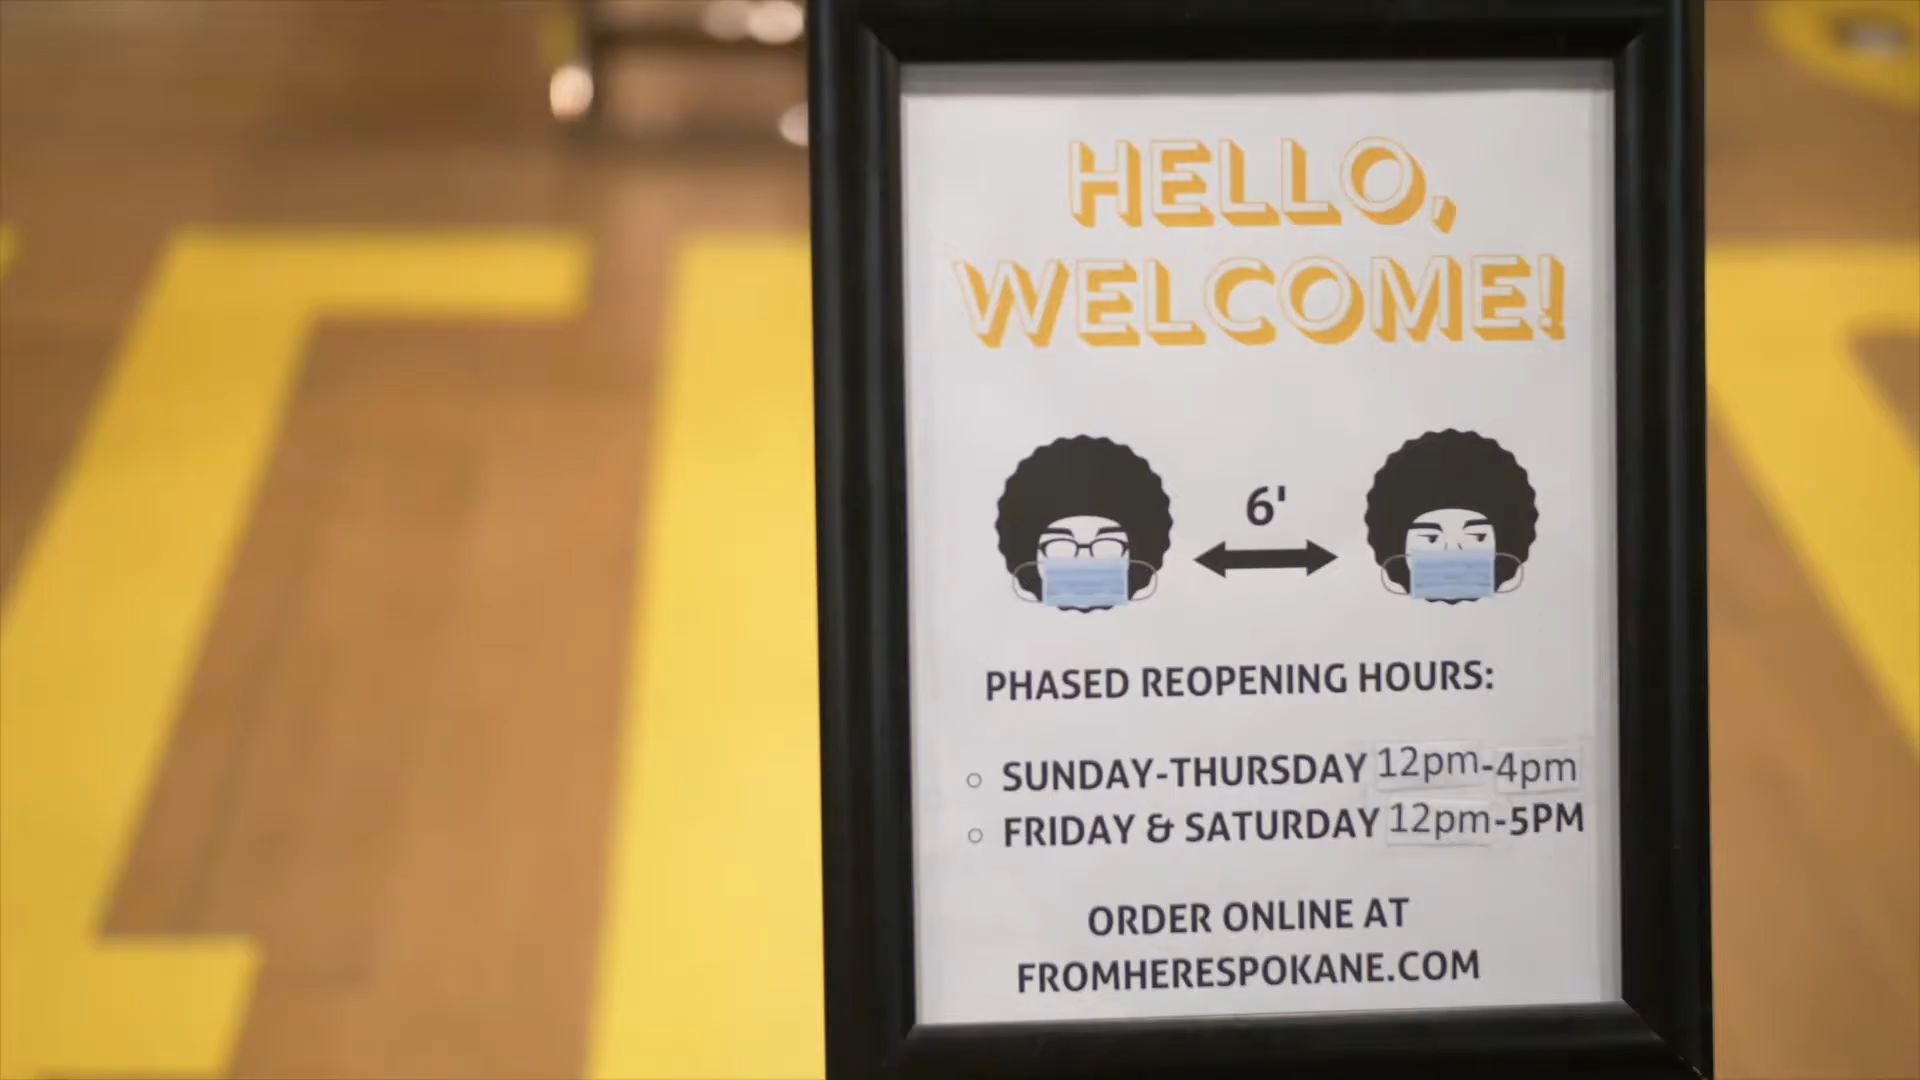 HELLO,
WELCOME!
6'
PHASED REOPENING HOURS:
SUNDAY-THURSDAY 12pm-4pm
FRIDAY & SATURDAY 12pm-5PM
ORDER ONLINE AT
FROMHERESPOKANE.COM